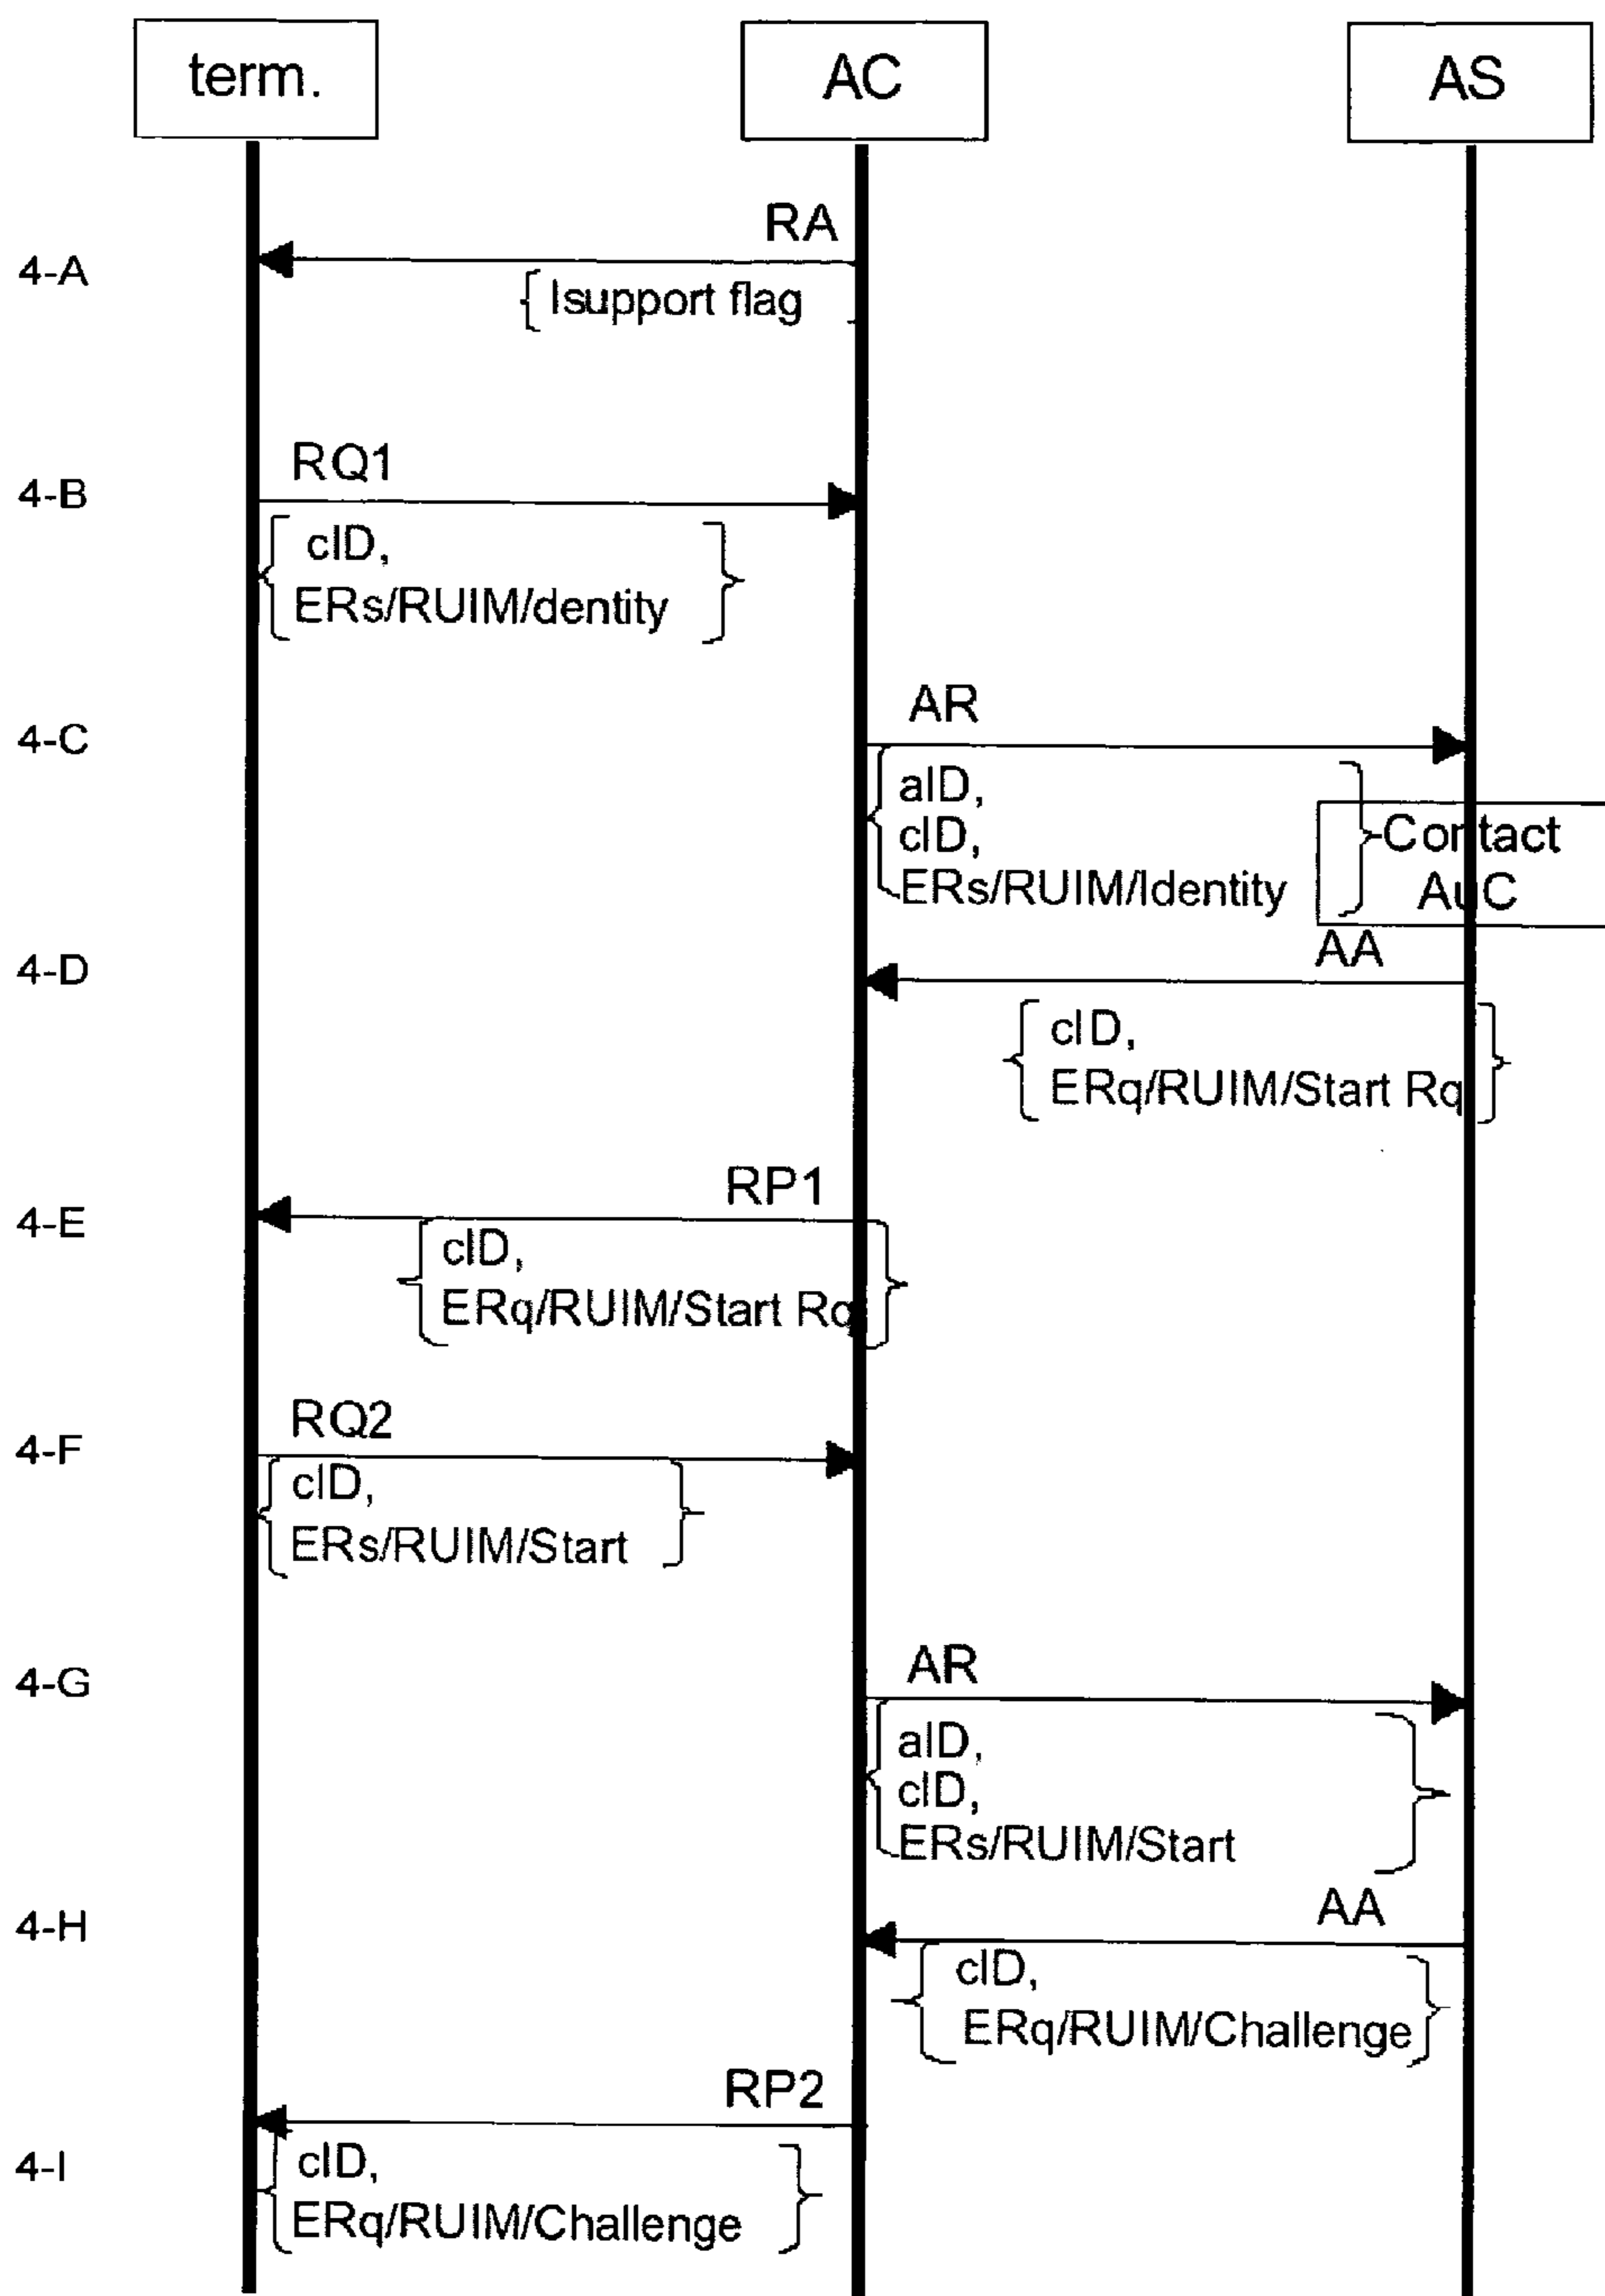 term.
AC
AS
RA
4-A
Isupport flag
RQ1
4-B
cID,
ERs/RUIM/dentity
AR
4-C
aID,
cID,
ERs/RUIM/Identity
Contact
AuC
AA
4-D
cID,
ERq/RUIM/Start Rq
RP1
4-E
cID,
ERq/RUIM/Start Rq
RQ2
4-F
cID,
ERs/RUIM/Start
AR
4-G
aID,
cID,
ERs/RUIM/Start
AA
4-H
cID,
ERq/RUIM/Challenge
RP2
4-I
cID,
ERq/RUIM/Challenge